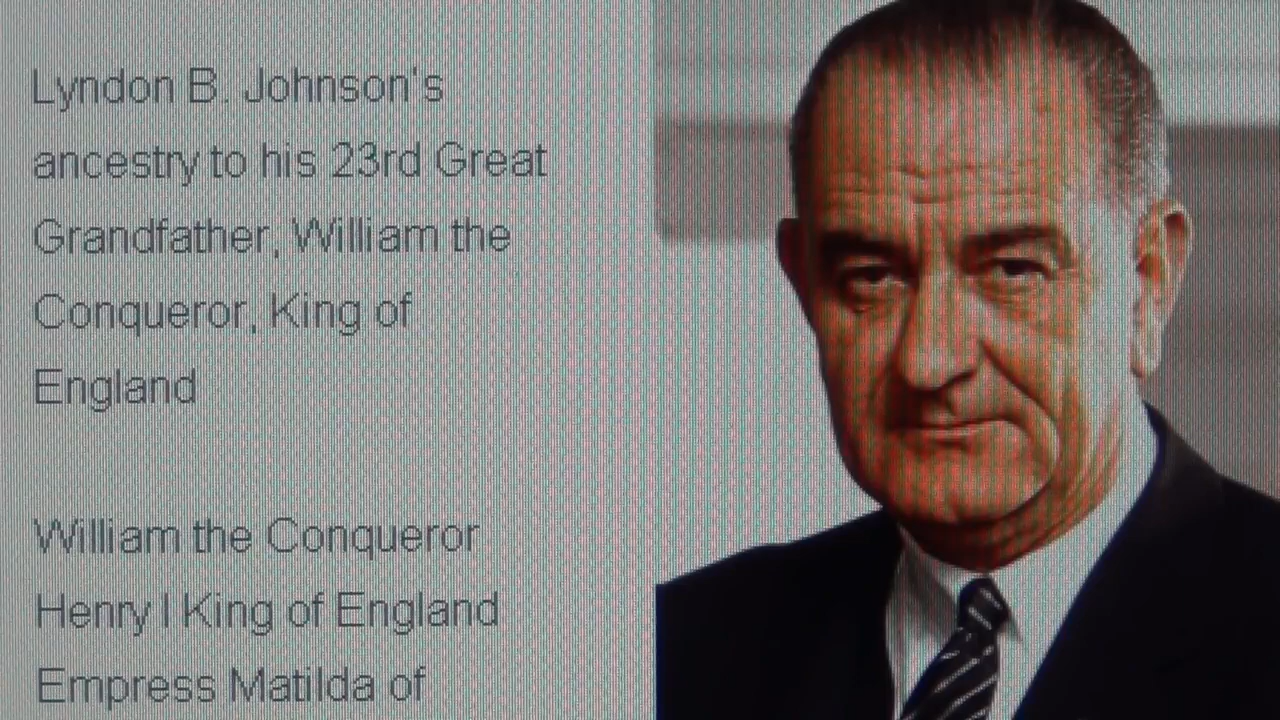 Lyndon B. Johnson's
ancestry to his 23rd Great
Grandfather, William the
Conqueror, King of
England
William the Conqueror
Henry I King of England
Empress Matilda of